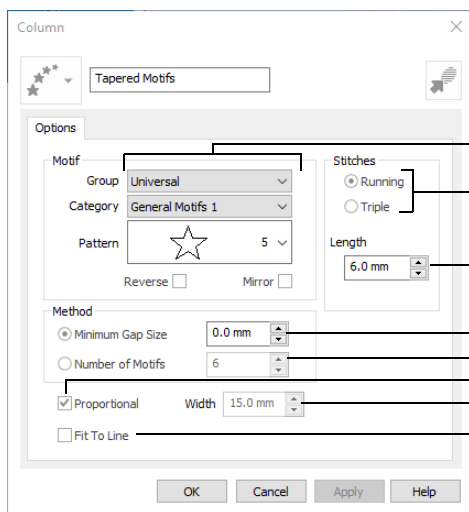 Column
Tapered Motifs
Options
Motif
Stitches
Group Universal
Running
Category General Motifs 1
Triple
Pattern 5
Length
6.0 mm
Reverse Mirror
Method
Minimum Gap Size 0.0 mm
Number of Motifs 6
Proportional Width 15.0 mm
Fit To Line
OK Cancel Apply Help